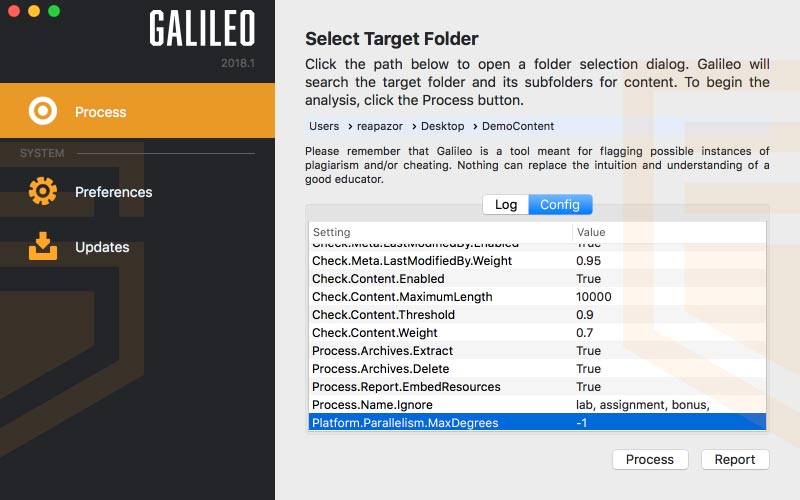 GALILEO
2018.1
Process
SYSTEM
Preferences
Updates
Select Target Folder
Click the path below to open a folder selection dialog. Galileo will
search the target folder and its subfolders for content. To begin the
analysis, click the Process button.
Users › reapazor › Desktop › DemoContent
Please remember that Galileo is a tool meant for flagging possible instances of
plagiarism and/or cheating. Nothing can replace the intuition and understanding of a
good educator.
Log Config
Setting Value
Check.Meta.LastModifiedBy.Enabled True
Check.Meta.LastModifiedBy.Weight 0.95
Check.Content.Enabled True
Check.Content.MaximumLength 10000
Check.Content.Threshold 0.9
Check.Content.Weight 0.7
Process.Archives.Extract True
Process.Archives.Delete True
Process.Report.EmbedResources True
Process.Name.Ignore lab, assignment, bonus,
Platform.Parallelism.MaxDegrees -1
Process Report